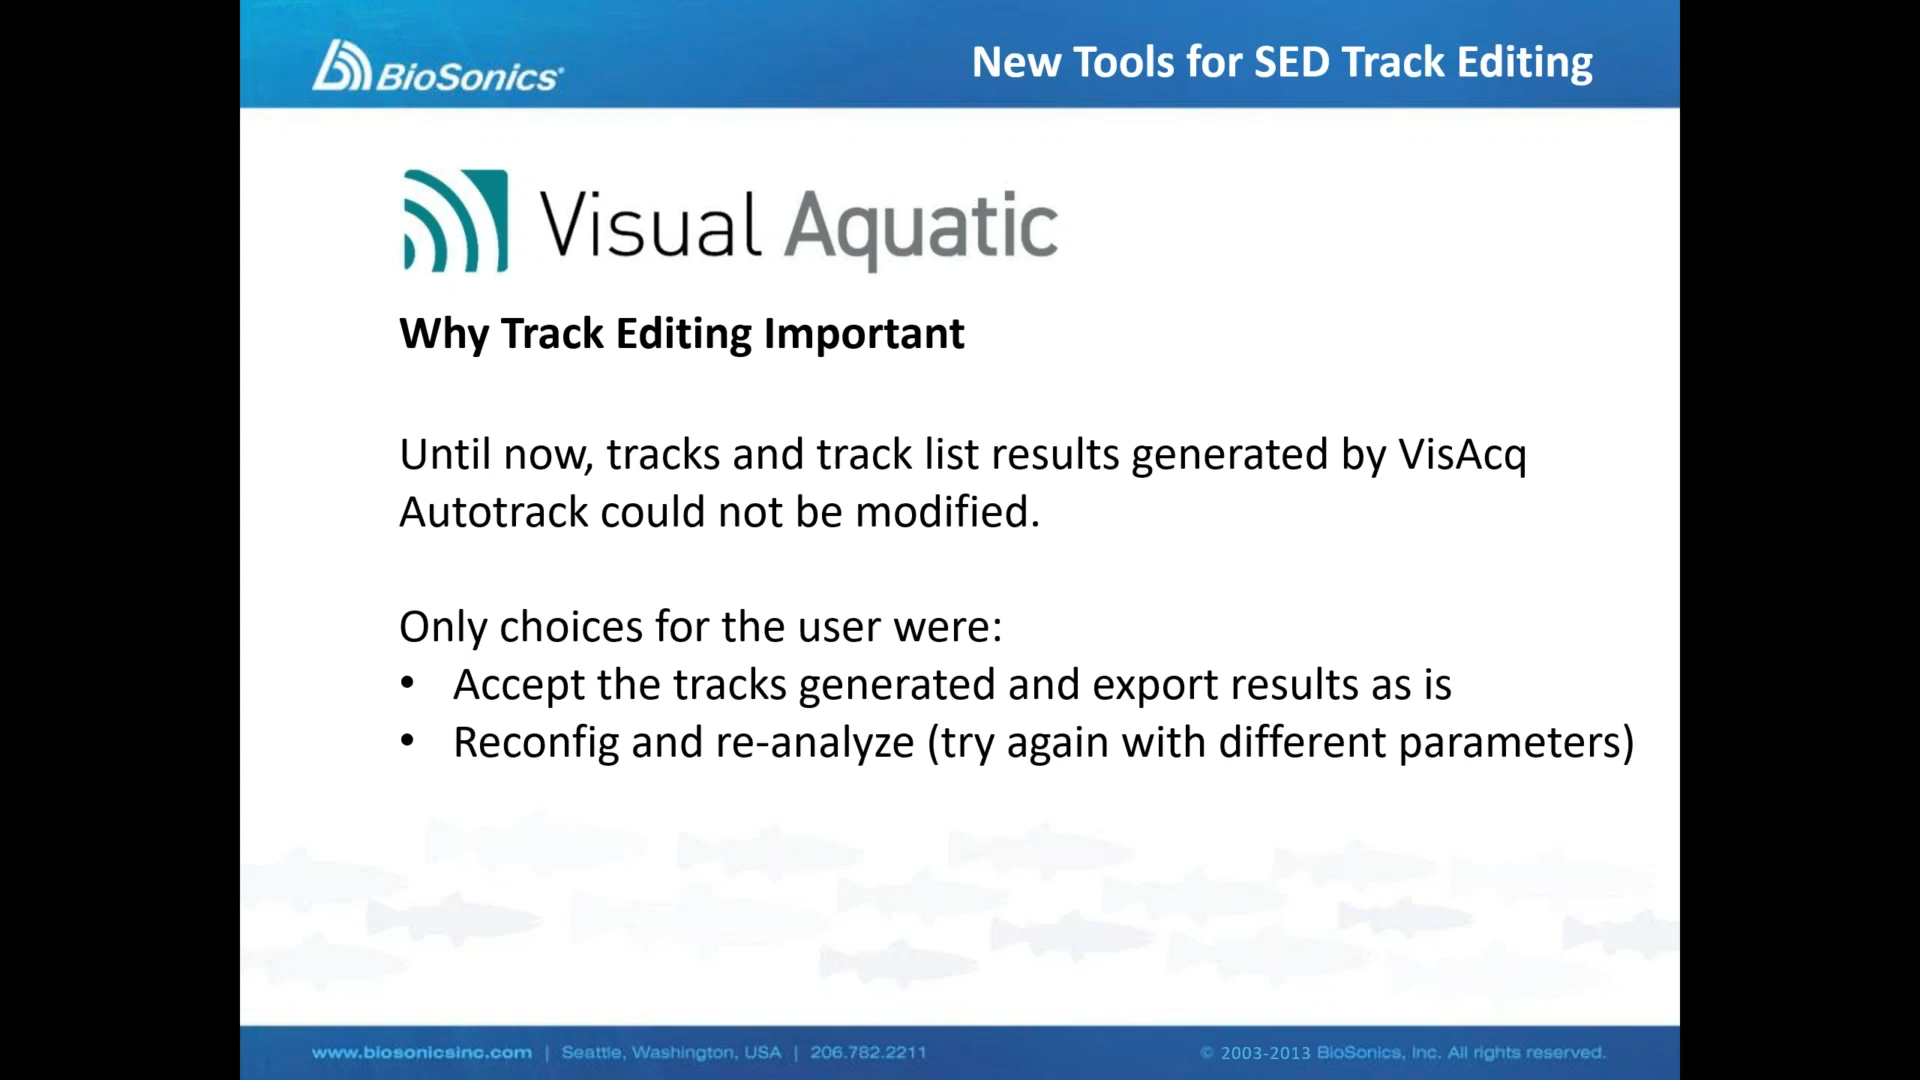 BioSonics
New Tools for SED Track Editing
Visual Aquatic
Why Track Editing Important
Until now, tracks and track list results generated by VisAcq
Autotrack could not be modified.
Only choices for the user were:
• Accept the tracks generated and export results as is
• Reconfig and re-analyze (try again with different parameters)
www.biosonicsinc.com | Seattle, Washington, USA | 206.782.2211
© 2003-2013 BioSonics, Inc. All rights reserved.